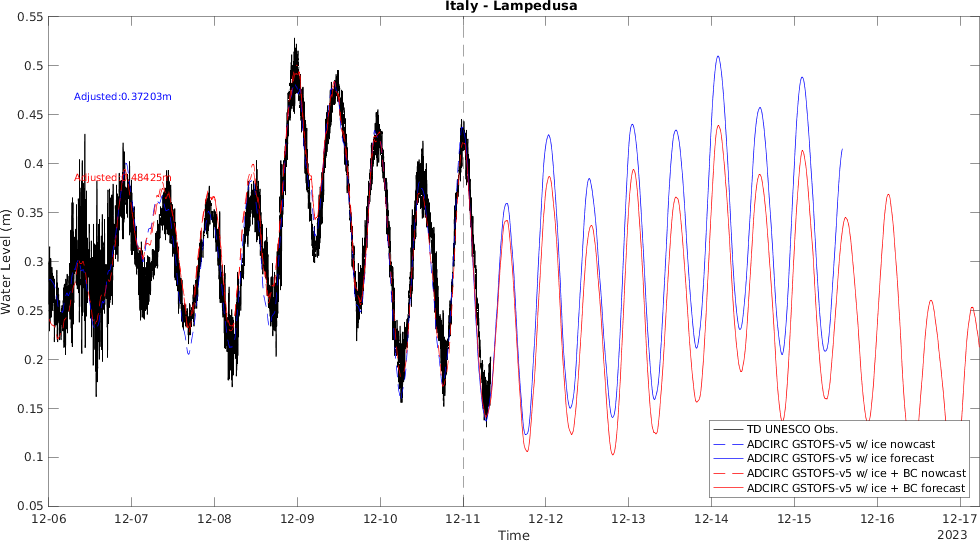 Italy - Lampedusa
0.55
0.5
0.45
0.4
0.35
0.3
0.25
0.2
0.15
0.1
0.05
Water Level (m)
Adjusted:0.37203m
Adjusted:0.48425m
TD UNESCO Obs.
ADCIRC GSTOFS-v5 w/ ice nowcast
ADCIRC GSTOFS-v5 w/ ice forecast
ADCIRC GSTOFS-v5 w/ ice + BC nowcast
ADCIRC GSTOFS-v5 w/ ice + BC forecast
12-06 12-07 12-08 12-09 12-10 12-11 12-12 12-13 12-14 12-15 12-16 12-17
Time
2023